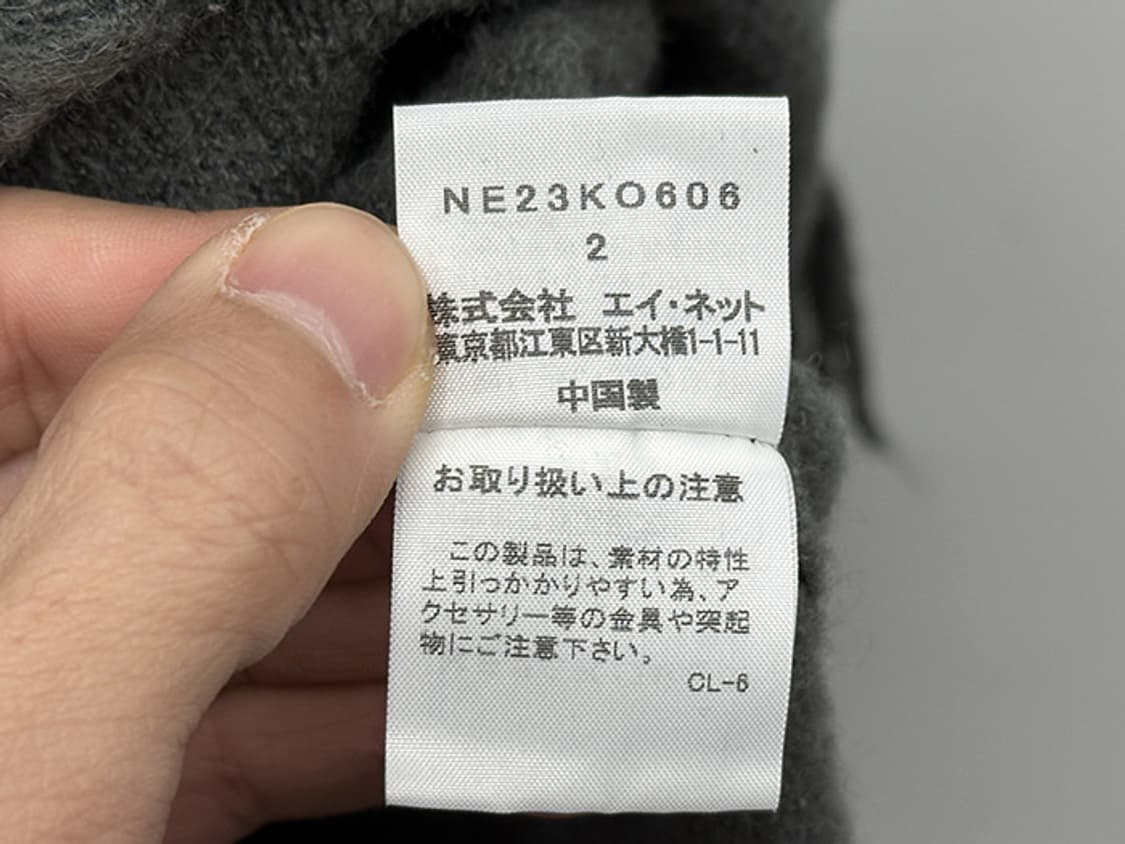 NE23KO606
2
株式会社 エイ・ネット
東京都江東区新大橋1-1-11
中国製
お取り扱い上の注意
この製品は、素材の特性
上引っかかりやすい為、ア
クセサリー等の金具や突起
物にご注意下さい。
CL-6